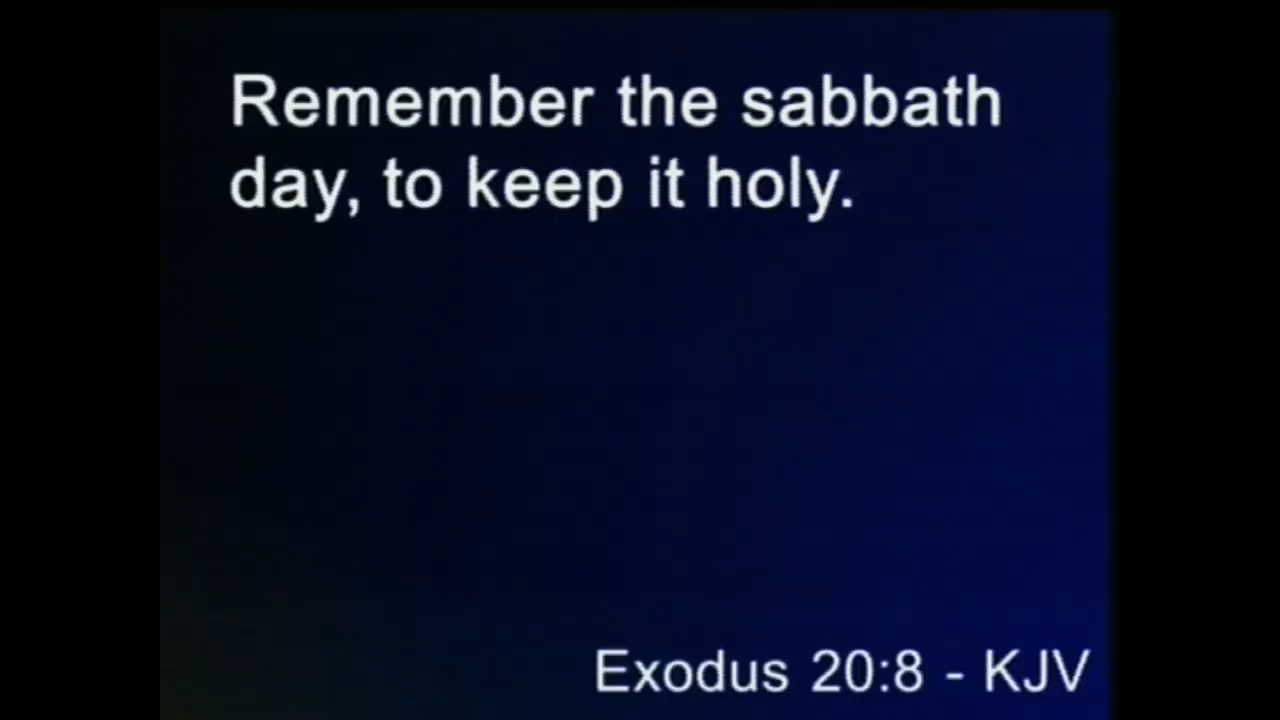 Remember the sabbath
day, to keep it holy.
Exodus 20:8 - KJV